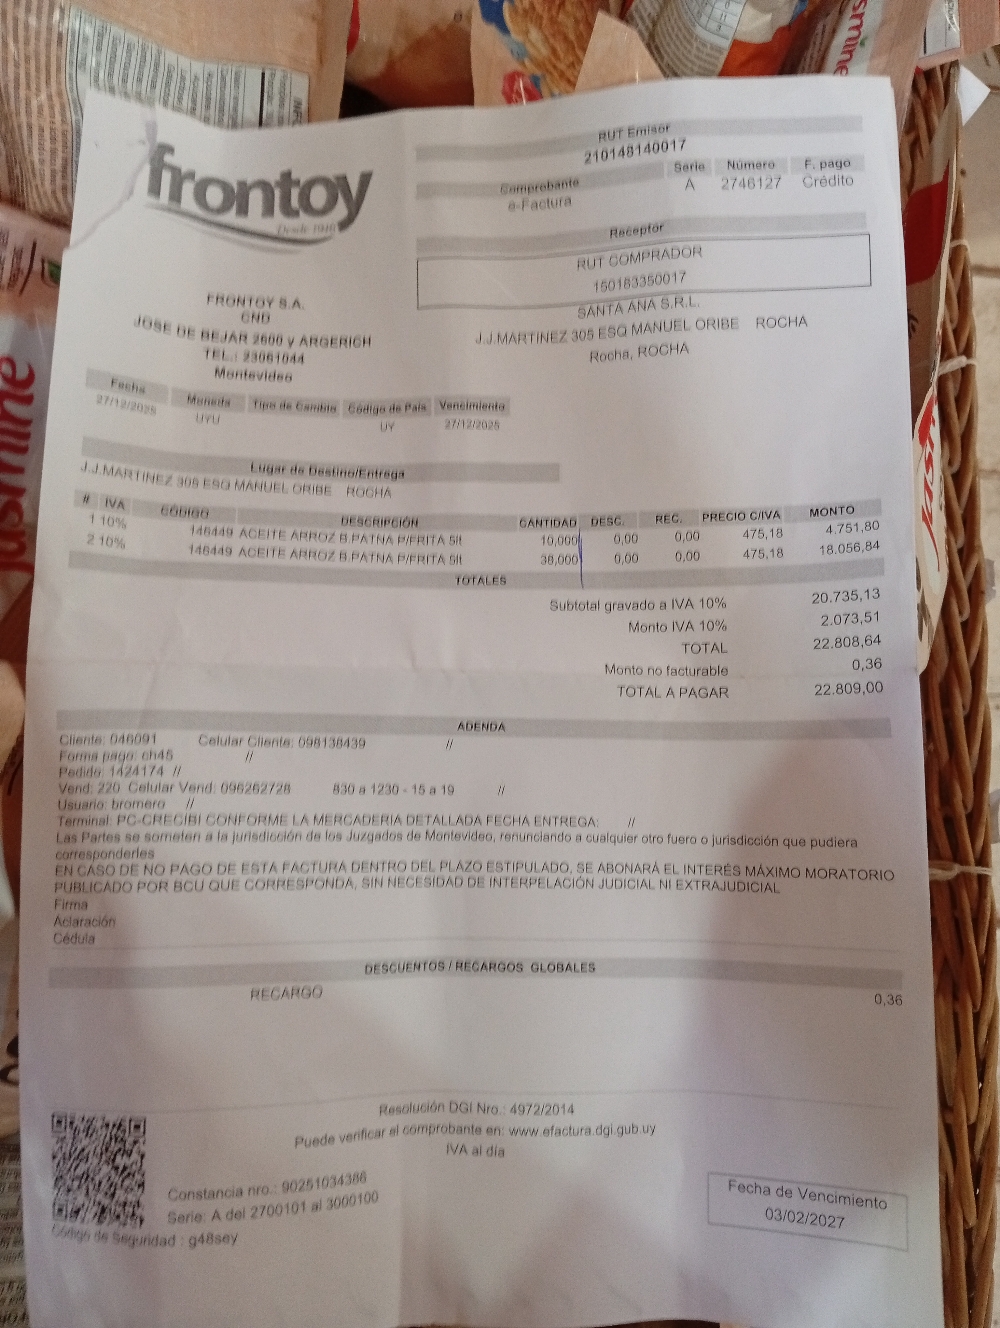 frontoy
Desde 1948
RUT Emisor
210148140017
Comprobante Serie Número F. pago
e-Factura A 2746127 Crédito
Receptor
RUT COMPRADOR
150183350017
SANTA ANA S.R.L.
J.J.MARTINEZ 305 ESQ MANUEL ORIBE ROCHA
Rocha, ROCHA
FRONTOY S.A.
CND
JOSE DE BEJAR 2600 y ARGERICH
TEL.: 23061044
Montevideo
Fecha Moneda Tipo de Cambio Código de País Vencimiento
27/12/2025 UYU UY 27/12/2025
Lugar de Destino/Entrega
J.J.MARTINEZ 305 ESQ MANUEL ORIBE ROCHA
# IVA CÓDIGO DESCRIPCIÓN CANTIDAD DESC. REC. PRECIO C/IVA MONTO
1 10% 146449 ACEITE ARROZ B.PATNA P/FRITA 5lt 10,000 0,00 0,00 475,18 4.751,80
2 10% 146449 ACEITE ARROZ B.PATNA P/FRITA 5lt 38,000 0,00 0,00 475,18 18.056,84
TOTALES
Subtotal gravado a IVA 10% 20.735,13
Monto IVA 10% 2.073,51
TOTAL 22.808,64
Monto no facturable 0,36
TOTAL A PAGAR 22.809,00
ADENDA
Cliente: 046091 Celular Cliente: 098138439 //
Forma pago: ch45 //
Pedido: 1424174 //
Vend: 220 Celular Vend: 096262728 830 a 1230 - 15 a 19 //
Usuario: bromero //
Terminal: PC-CRECIBI CONFORME LA MERCADERIA DETALLADA FECHA ENTREGA: //
Las Partes se someten a la jurisdicción de los Juzgados de Montevideo, renunciando a cualquier otro fuero o jurisdicción que pudiera
corresponderles
EN CASO DE NO PAGO DE ESTA FACTURA DENTRO DEL PLAZO ESTIPULADO, SE ABONARÁ EL INTERÉS MÁXIMO MORATORIO
PUBLICADO POR BCU QUE CORRESPONDA, SIN NECESIDAD DE INTERPELACIÓN JUDICIAL NI EXTRAJUDICIAL
Firma
Aclaración
Cédula
DESCUENTOS / RECARGOS GLOBALES
RECARGO 0,36
Resolución DGI Nro.: 4972/2014
Puede verificar el comprobante en: www.efactura.dgi.gub.uy
IVA al día
Constancia nro.: 90251034386
Serie: A del 2700101 al 3000100
Código de Seguridad : g48sey
Fecha de Vencimiento
03/02/2027
Jasmine
smine